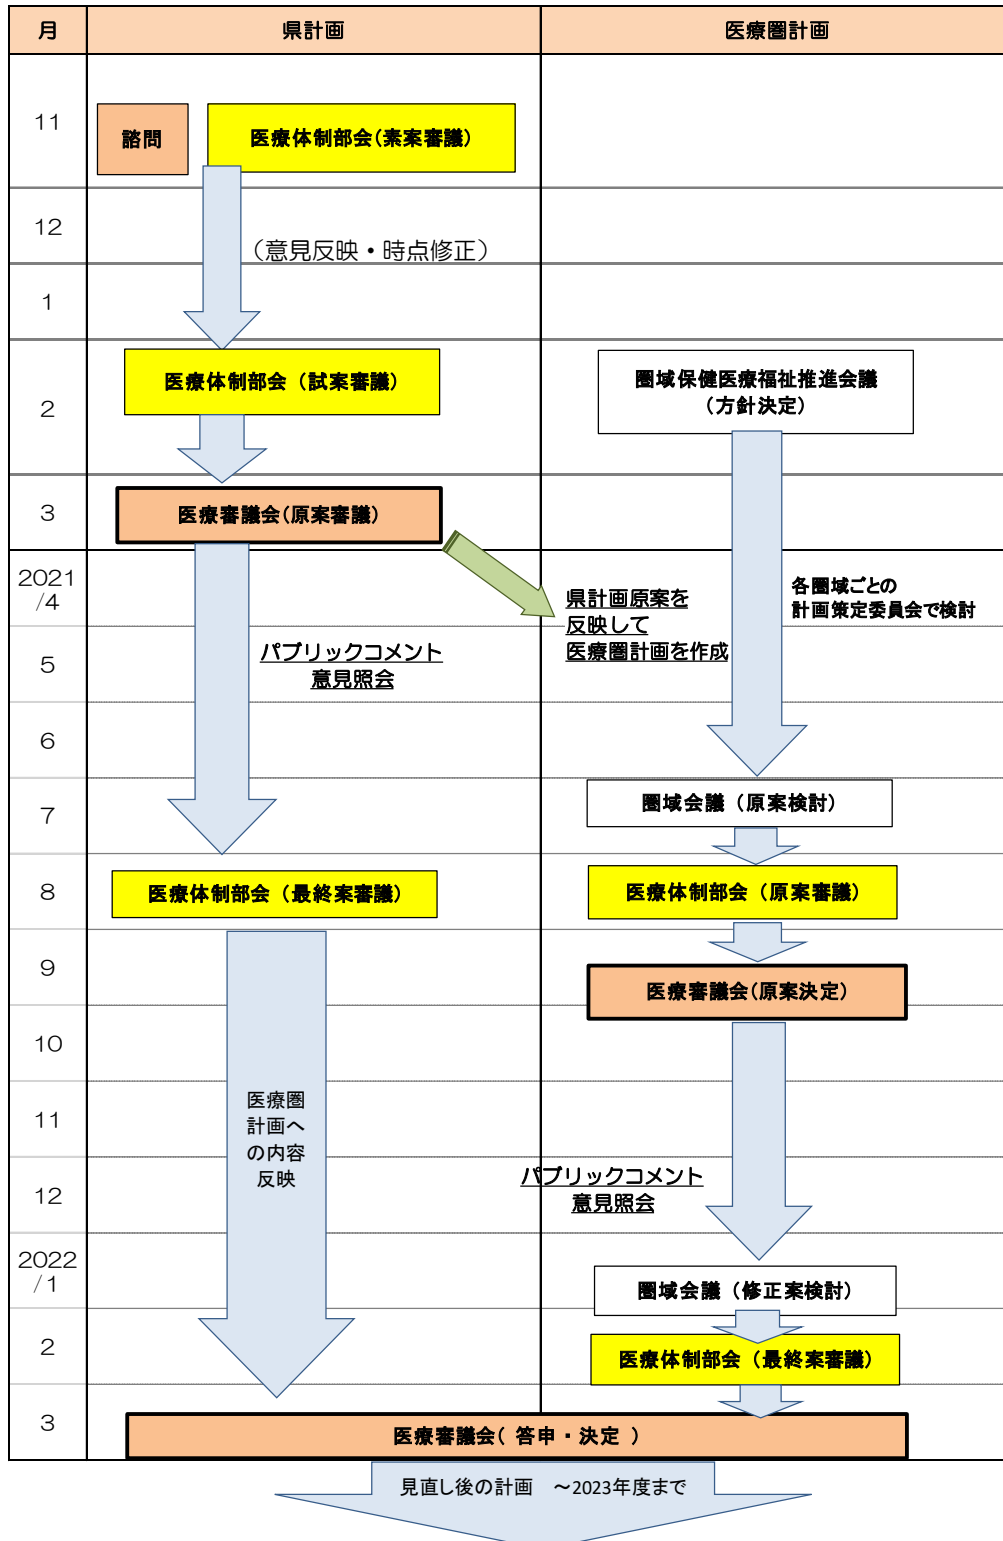 月
県計画
医療圏計画
11
諮問
医療体制部会(素案審議)
12
（意見反映・時点修正）
1
2
医療体制部会（試案審議）
圏域保健医療福祉推進会議
（方針決定）
3
医療審議会(原案審議)
2021
/4
県計画原案を
反映して
医療圏計画を作成
各圏域ごとの
計画策定委員会で検討
5
パブリックコメント
意見照会
6
7
圏域会議（原案検討）
8
医療体制部会（最終案審議）
医療体制部会（原案審議）
9
医療審議会(原案決定)
10
11
医療圏
計画へ
の内容
反映
12
パブリックコメント
意見照会
2022
/1
圏域会議（修正案検討）
2
医療体制部会（最終案審議）
3
医療審議会( 答申・決定 )
見直し後の計画　～2023年度まで